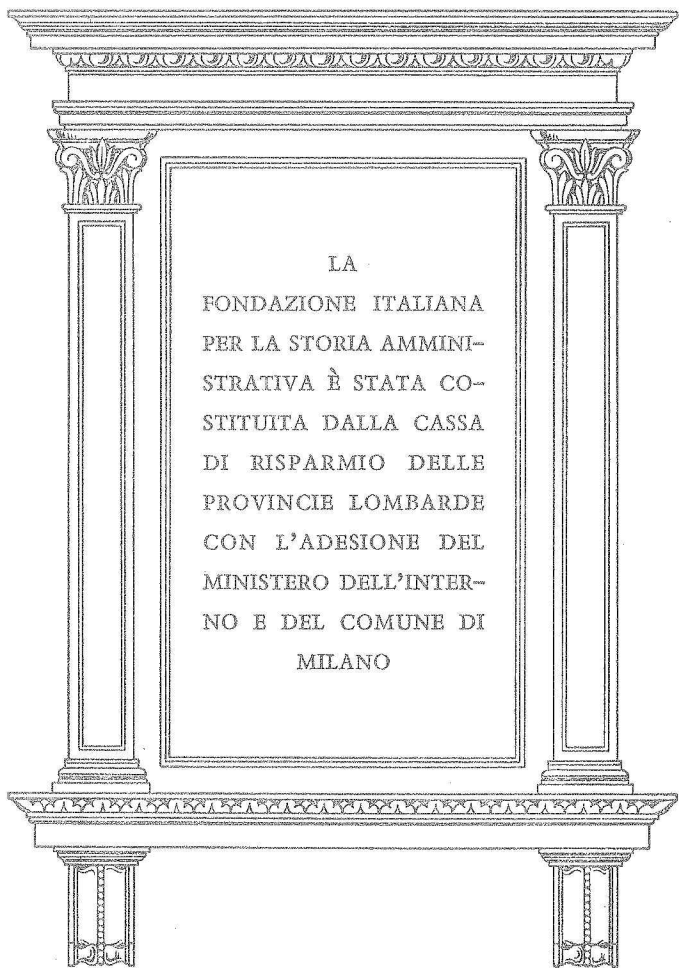 LA
FONDAZIONE ITALIANA
PER LA STORIA AMMINI-
STRATIVA È STATA CO-
STITUITA DALLA CASSA
DI RISPARMIO DELLE
PROVINCIE LOMBARDE
CON L'ADESIONE DEL
MINISTERO DELL'INTER-
NO E DEL COMUNE DI
MILANO